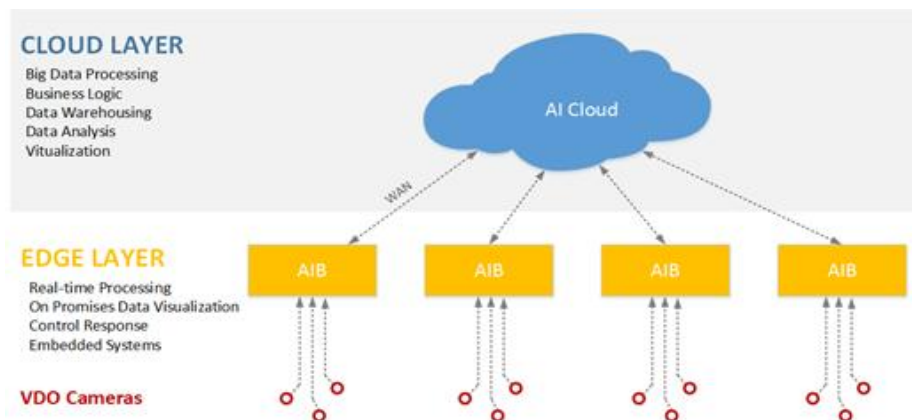 CLOUD LAYER
Big Data Processing
Business Logic
Data Warehousing
Data Analysis
Vitualization
AI Cloud
WAN
EDGE LAYER
Real-time Processing
On Promises Data Visualization
Control Response
Embedded Systems
AIB
AIB
AIB
AIB
VDO Cameras